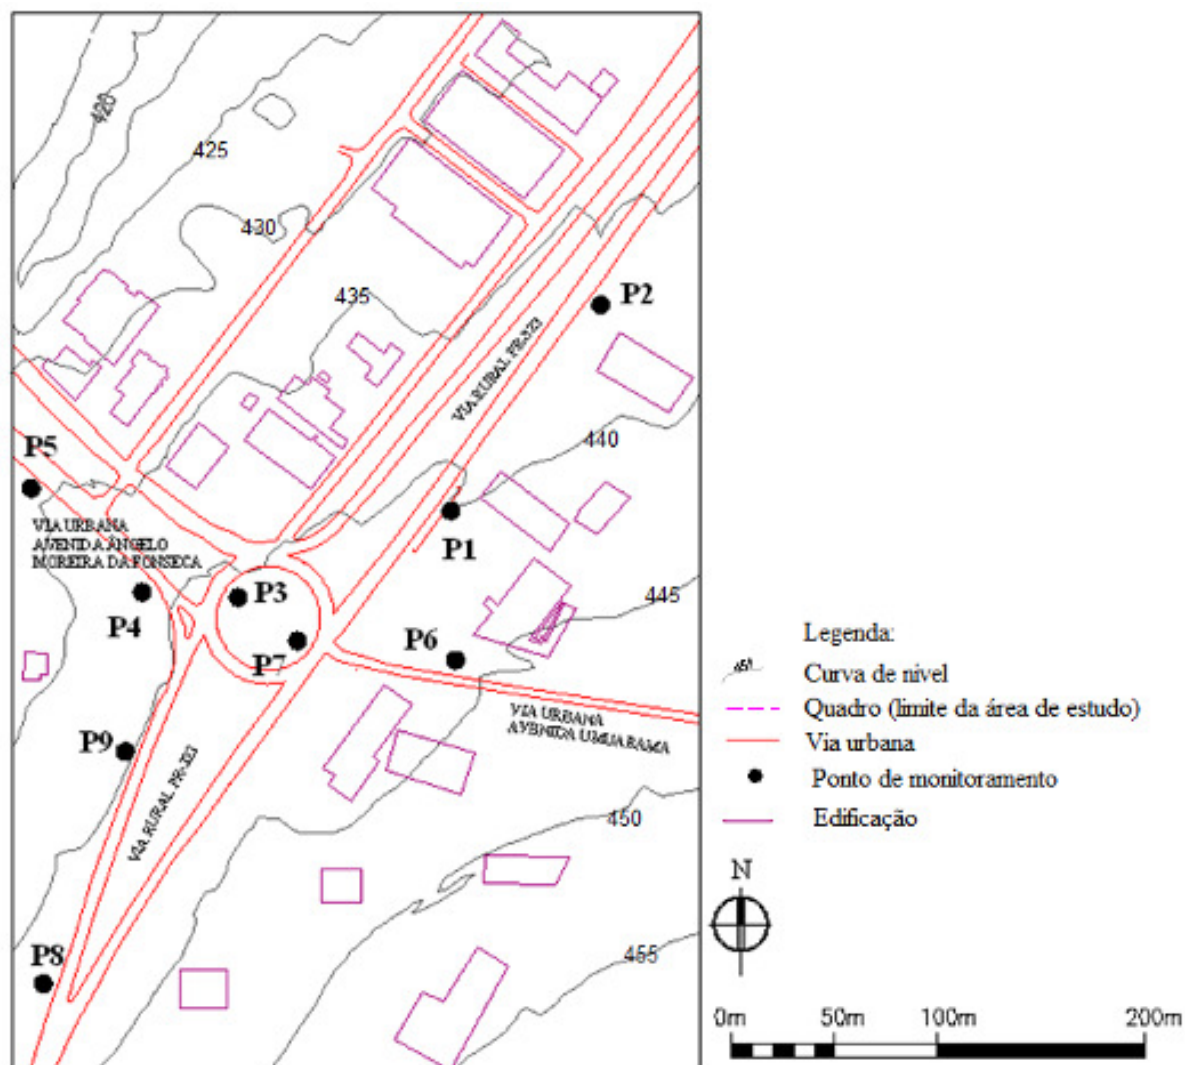 420
425
430
435
P2
VIA RURAL PR-323
440
P5
VIA URBANA
AVENIDA ÂNGELO
MOREIRA DA FONSECA
P1
P3
P4
445
P6
P7
VIA URBANA
AVENIDA UMUARAMA
P9
VIA RURAL PR-323
450
P8
455
Legenda:
Curva de nível
Quadro (limite da área de estudo)
Via urbana
Ponto de monitoramento
Edificação
N
0m 50m 100m 200m